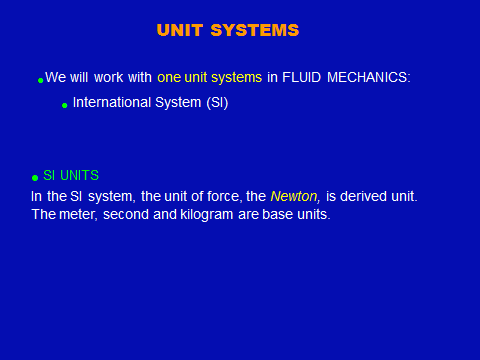 UNIT SYSTEMS
•We will work with one unit systems in FLUID MECHANICS:
• International System (SI)
• SI UNITS
In the SI system, the unit of force, the Newton, is derived unit.
The meter, second and kilogram are base units.